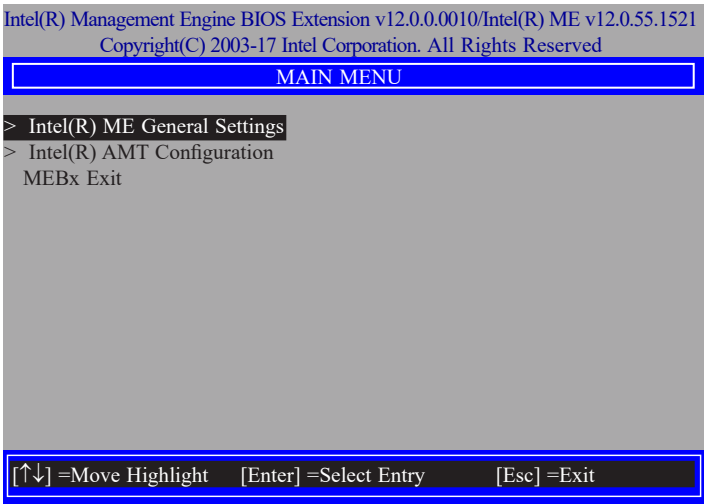 Intel(R) Management Engine BIOS Extension v12.0.0.0010/Intel(R) ME v12.0.55.1521
Copyright(C) 2003-17 Intel Corporation. All Rights Reserved
MAIN MENU
> Intel(R) ME General Settings
> Intel(R) AMT Configuration
MEBx Exit
[↑↓] =Move Highlight [Enter] =Select Entry [Esc] =Exit